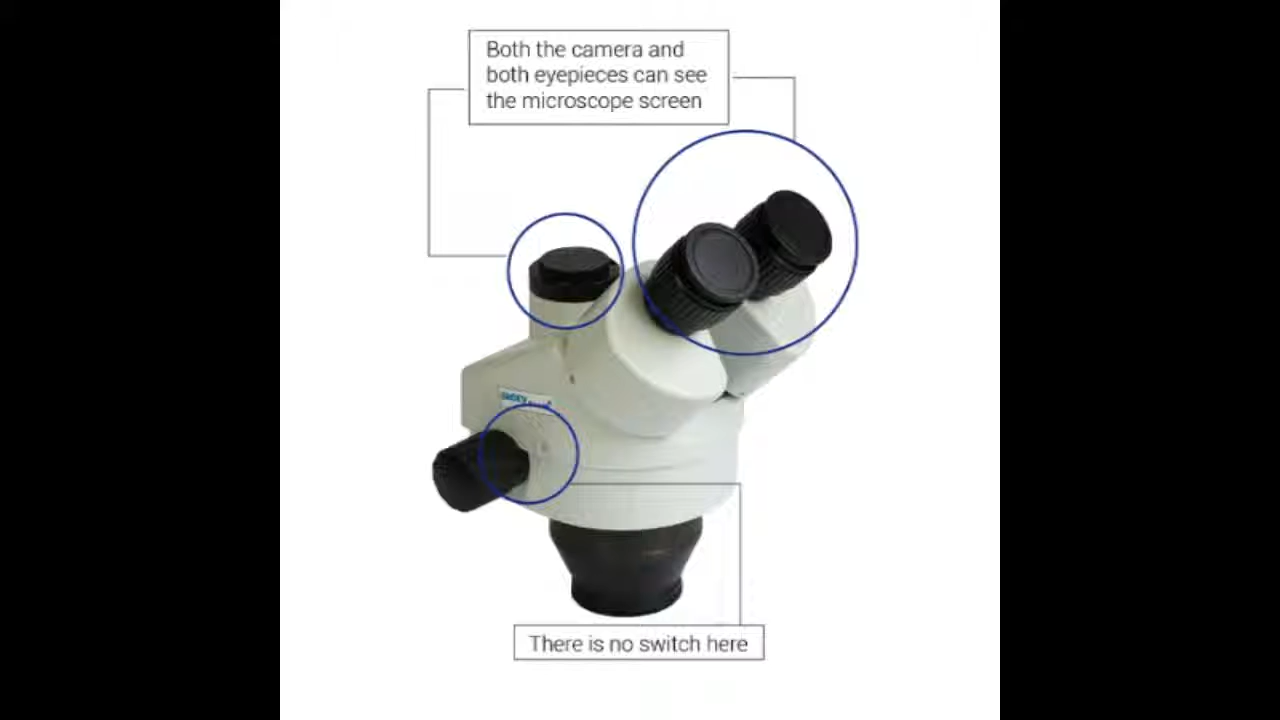 Both the camera and
both eyepieces can see
the microscope screen
There is no switch here